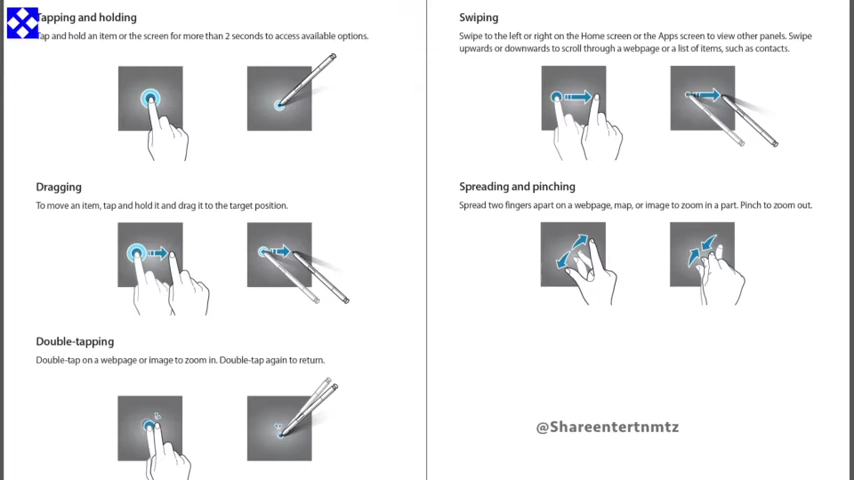 Tapping and holding
Tap and hold an item or the screen for more than 2 seconds to access available options.
Dragging
To move an item, tap and hold it and drag it to the target position.
Double-tapping
Double-tap on a webpage or image to zoom in. Double-tap again to return.
Swiping
Swipe to the left or right on the Home screen or the Apps screen to view other panels. Swipe
upwards or downwards to scroll through a webpage or a list of items, such as contacts.
Spreading and pinching
Spread two fingers apart on a webpage, map, or image to zoom in a part. Pinch to zoom out.
@Shareentertnmtz